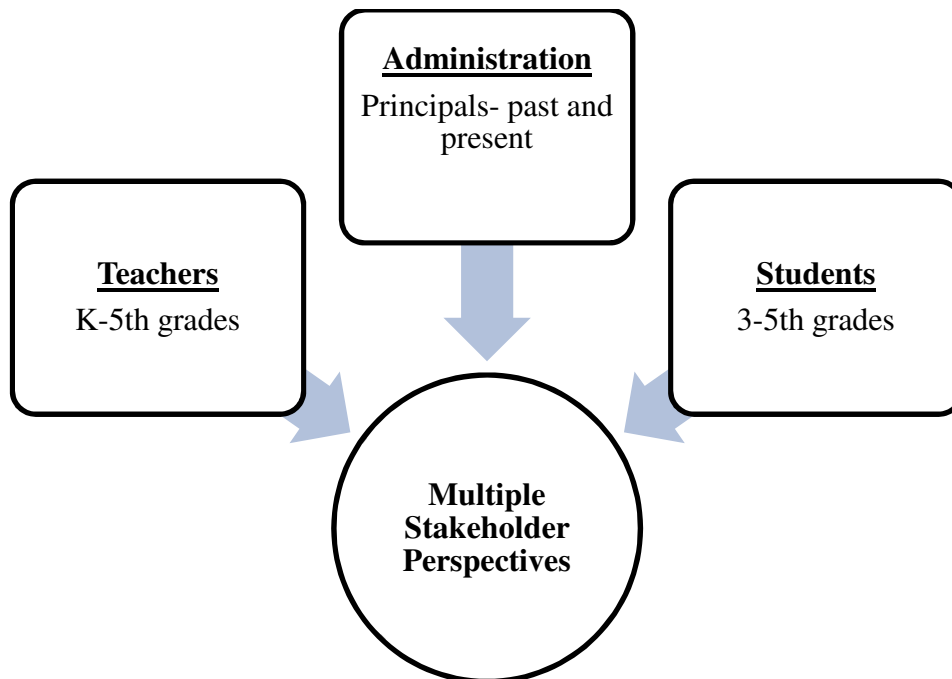 Administration
Principals- past and
present
Teachers
K-5th grades
Students
3-5th grades
Multiple
Stakeholder
Perspectives